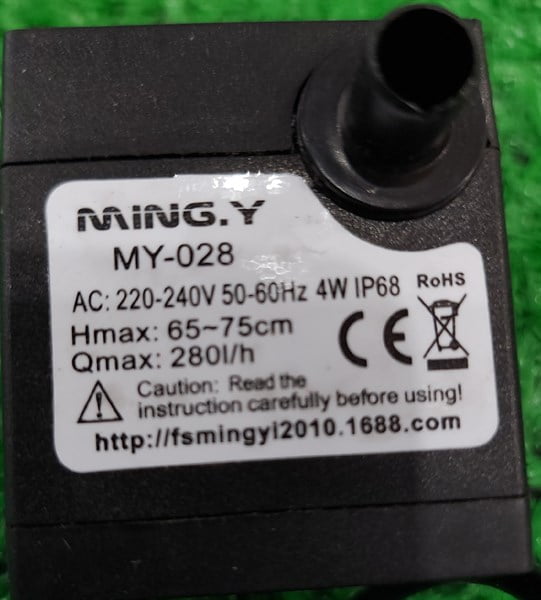 MING.Y
MY-028
AC: 220-240V 50-60Hz 4W IP68
RoHS
Hmax: 65~75cm
Qmax: 280l/h
CE
Caution: Read the
instruction carefully before using!
http://fsmingyi2010.1688.com